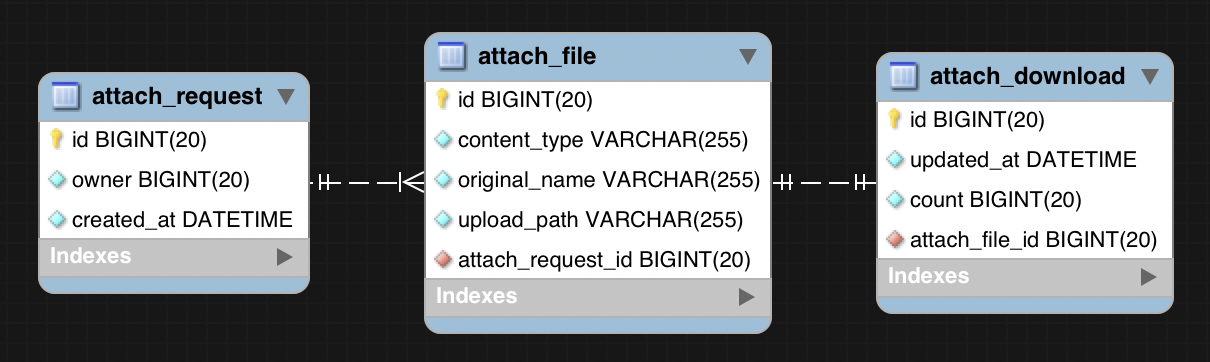 attach_request
id BIGINT(20)
owner BIGINT(20)
created_at DATETIME
Indexes
attach_file
id BIGINT(20)
content_type VARCHAR(255)
original_name VARCHAR(255)
upload_path VARCHAR(255)
attach_request_id BIGINT(20)
Indexes
attach_download
id BIGINT(20)
updated_at DATETIME
count BIGINT(20)
attach_file_id BIGINT(20)
Indexes